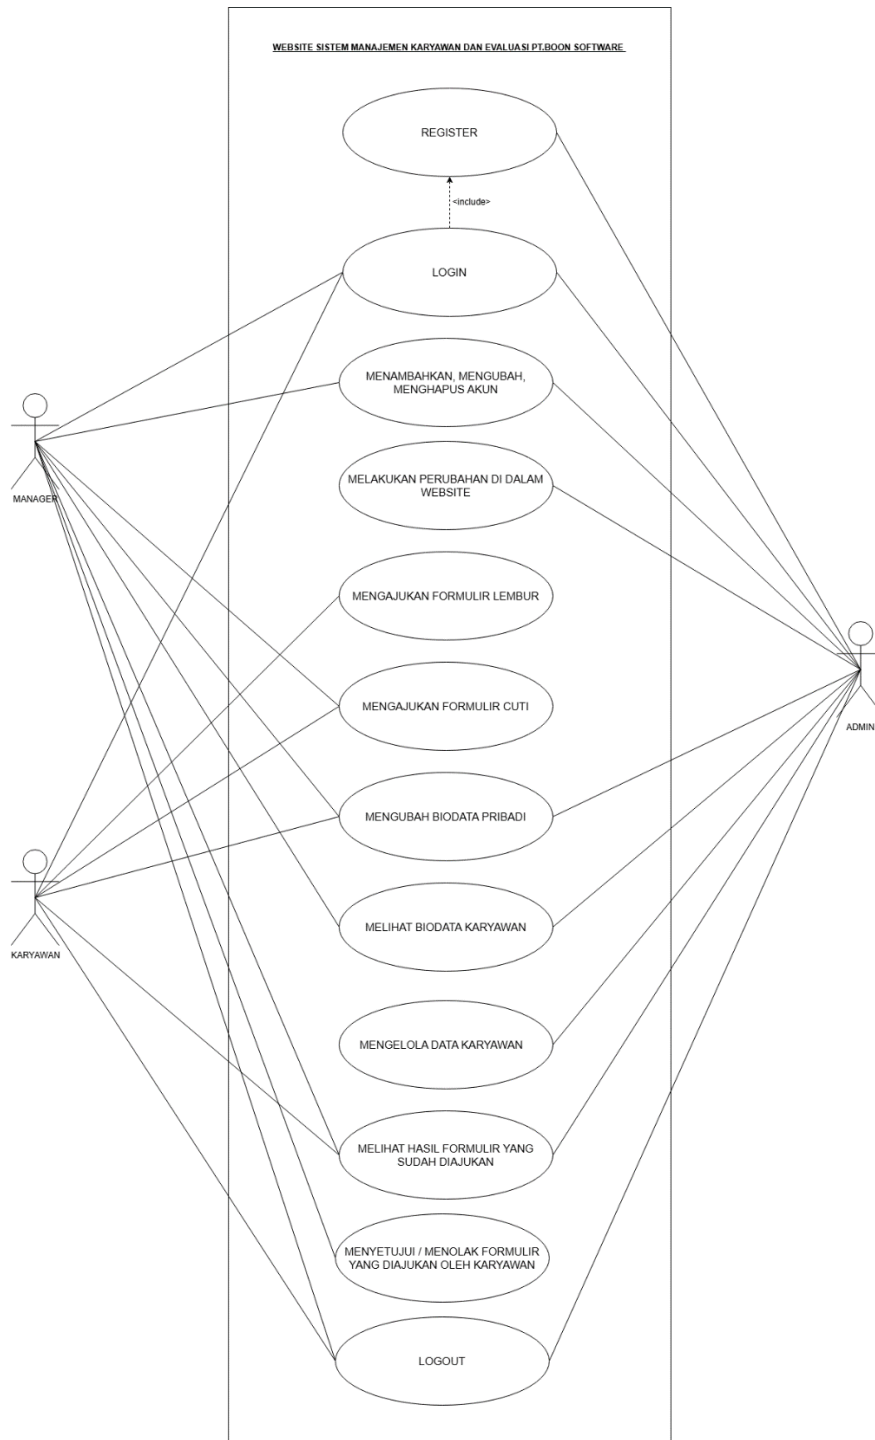 WEBSITE SISTEM MANAJEMEN KARYAWAN DAN EVALUASI PT.BOON SOFTWARE
REGISTER
<include>
LOGIN
MENAMBAHKAN, MENGUBAH,
MENGHAPUS AKUN
MANAGER
MELAKUKAN PERUBAHAN DI DALAM
WEBSITE
MENGAJUKAN FORMULIR LEMBUR
MENGAJUKAN FORMULIR CUTI
ADMIN
MENGUBAH BIODATA PRIBADI
MELIHAT BIODATA KARYAWAN
KARYAWAN
MENGELOLA DATA KARYAWAN
MELIHAT HASIL FORMULIR YANG
SUDAH DIAJUKAN
MENYETUJUI / MENOLAK FORMULIR
YANG DIAJUKAN OLEH KARYAWAN
LOGOUT